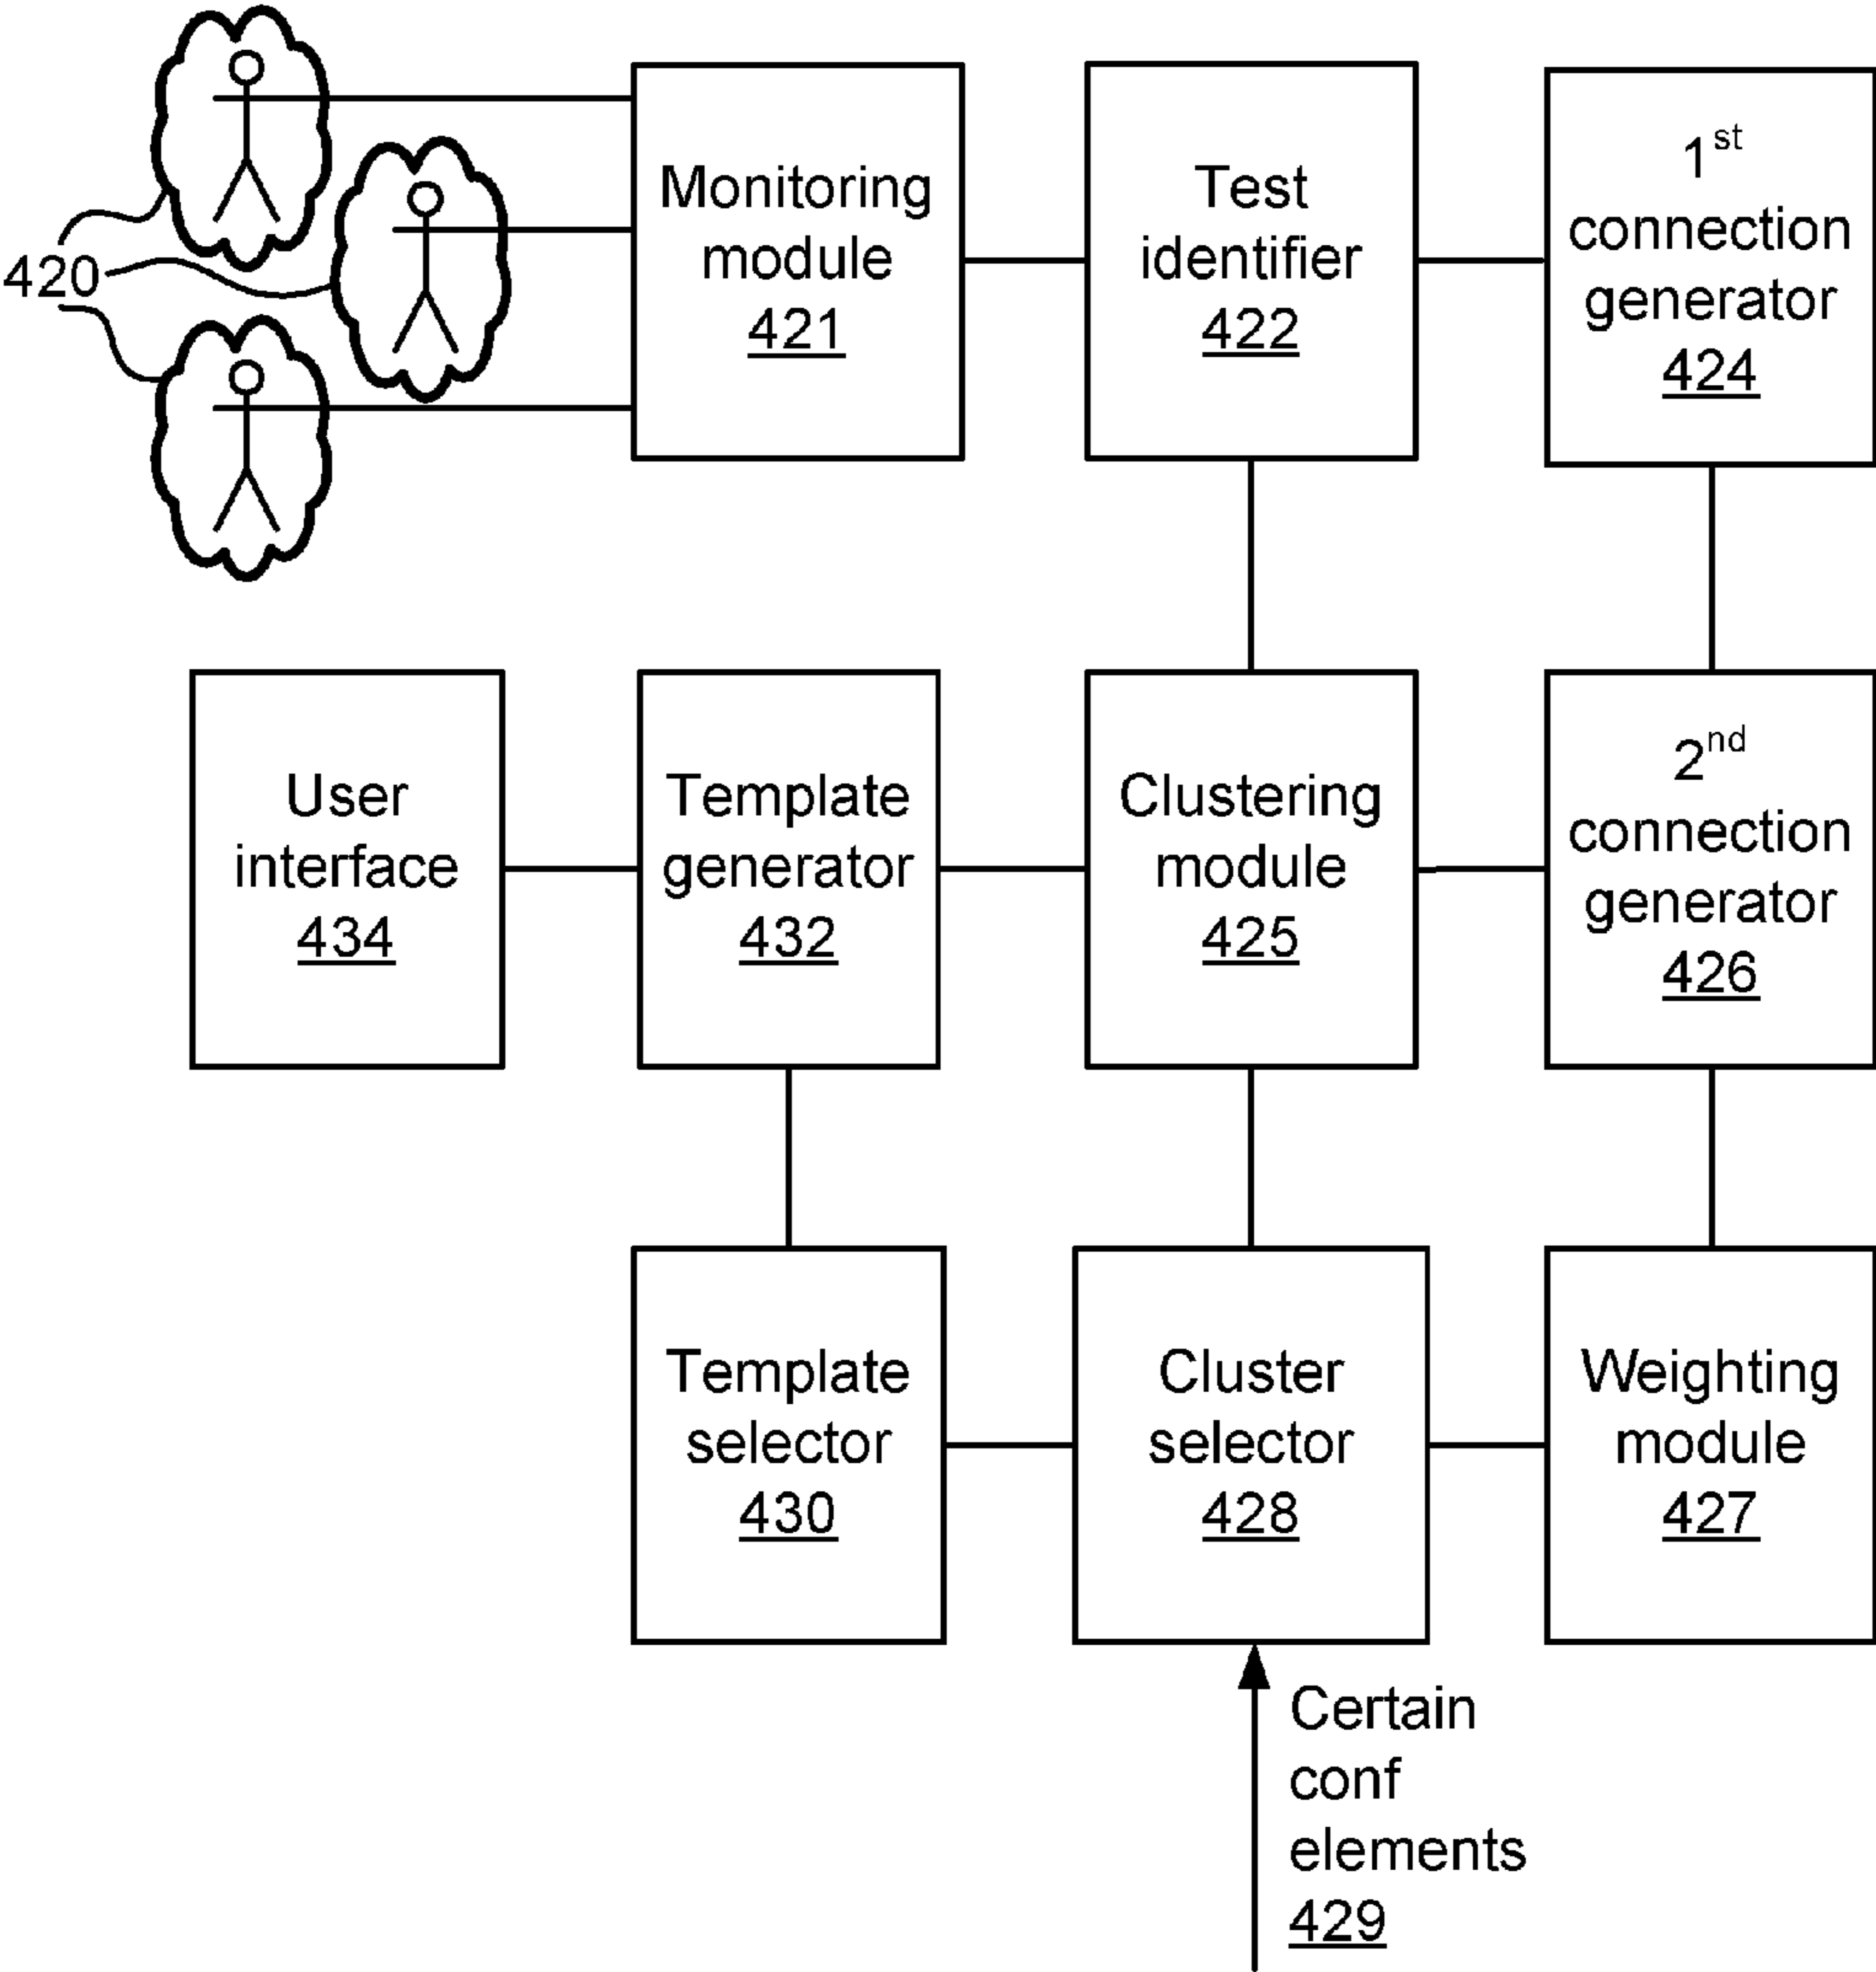 420
Monitoring
module
421
Test
identifier
422
1st
connection
generator
424
User
interface
434
Template
generator
432
Clustering
module
425
2nd
connection
generator
426
Template
selector
430
Cluster
selector
428
Weighting
module
427
Certain
conf
elements
429